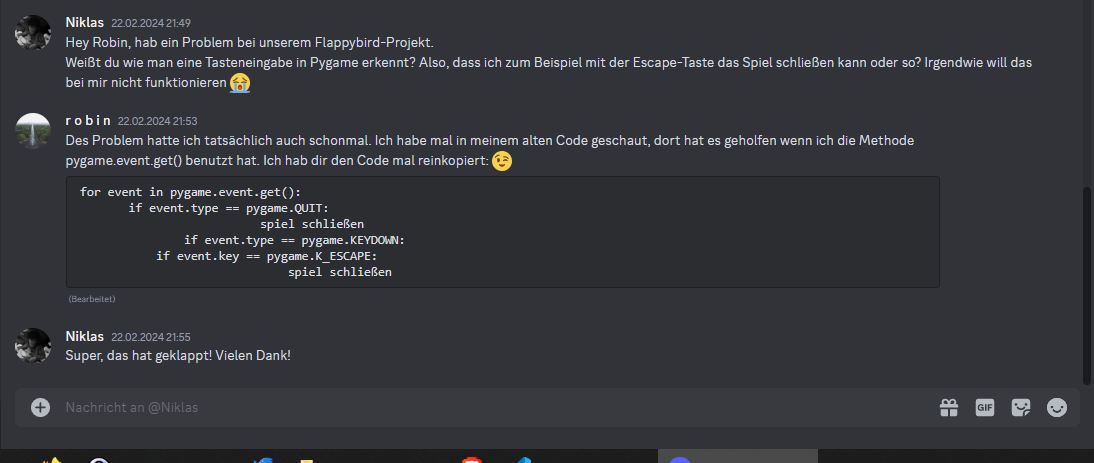 Niklas 22.02.2024 21:49
Hey Robin, hab ein Problem bei unserem Flappybird-Projekt.
Weißt du wie man eine Tasteneingabe in Pygame erkennt? Also, dass ich zum Beispiel mit der Escape-Taste das Spiel schließen kann oder so? Irgendwie will das
bei mir nicht funktionieren 😭
r o b i n 22.02.2024 21:53
Des Problem hatte ich tatsächlich auch schonmal. Ich habe mal in meinem alten Code geschaut, dort hat es geholfen wenn ich die Methode
pygame.event.get() benutzt hat. Ich hab dir den Code mal reinkopiert: 😉
for event in pygame.event.get():
if event.type == pygame.QUIT:
spiel schließen
if event.type == pygame.KEYDOWN:
if event.key == pygame.K_ESCAPE:
spiel schließen
(Bearbeitet)
Niklas 22.02.2024 21:55
Super, das hat geklappt! Vielen Dank!
Nachricht an @Niklas
GIF